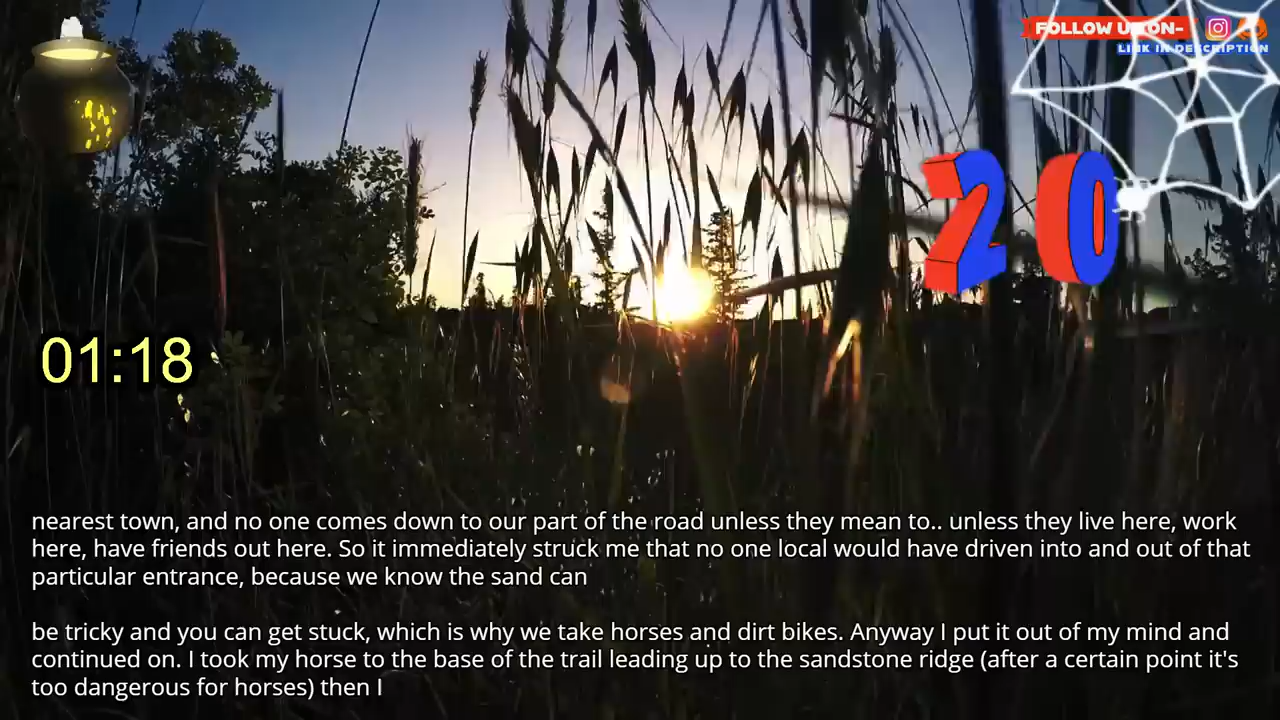 FOLLOW US ON-
LINK IN DESCRIPTION
20
01:18
nearest town, and no one comes down to our part of the road unless they mean to.. unless they live here, work
here, have friends out here. So it immediately struck me that no one local would have driven into and out of that
particular entrance, because we know the sand can
be tricky and you can get stuck, which is why we take horses and dirt bikes. Anyway I put it out of my mind and
continued on. I took my horse to the base of the trail leading up to the sandstone ridge (after a certain point it's
too dangerous for horses) then I